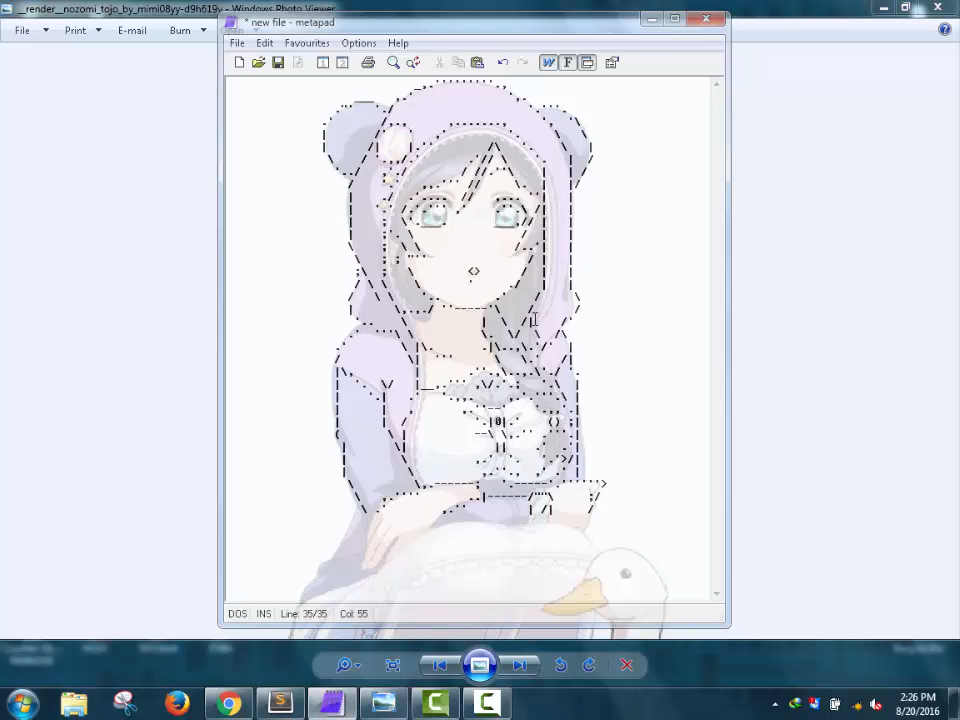 __render__nozomi_tojo_by_mimi08yy-d9h619y - Windows Photo Viewer
* new file - metapad
File Print E-mail Burn
File Edit Favourites Options Help
DOS INS Line: 35/35 Col: 55
2:26 PM
8/20/2016